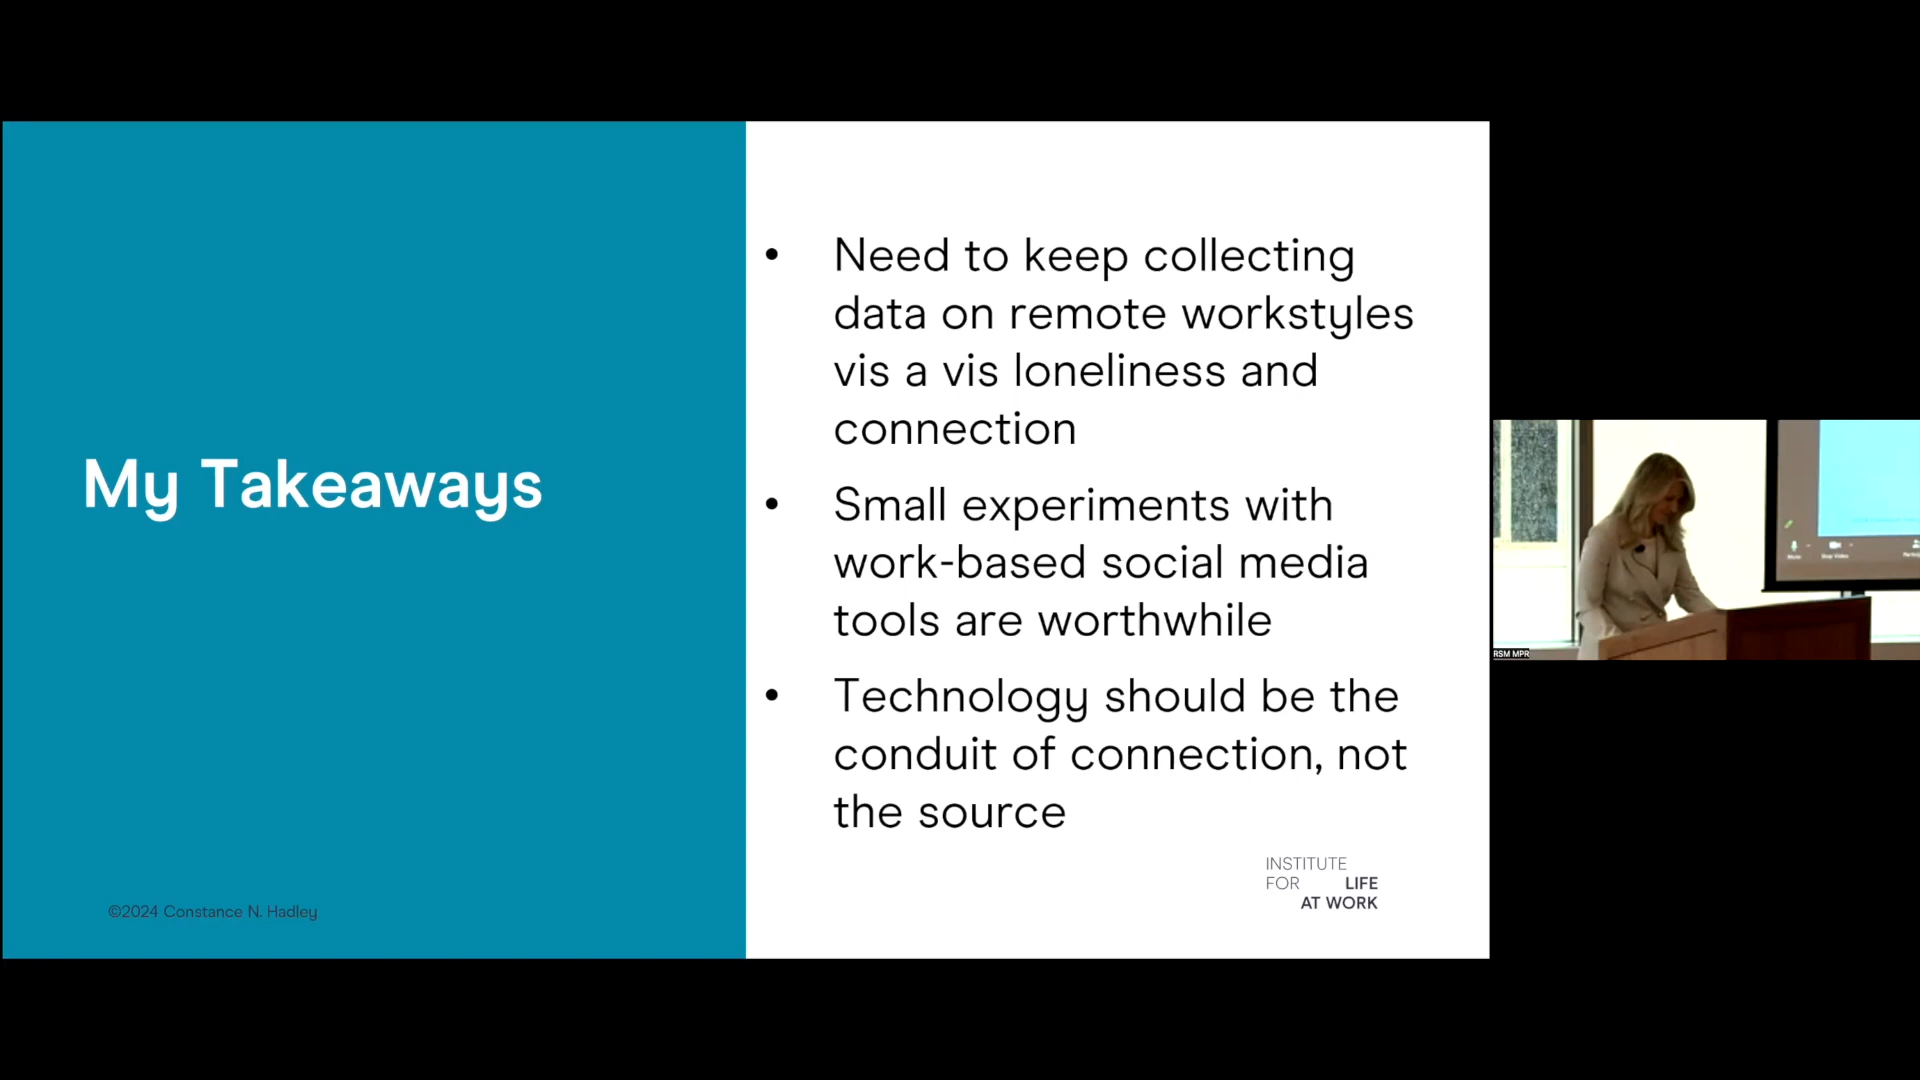 My Takeaways
©2024 Constance N. Hadley
• Need to keep collecting
data on remote workstyles
vis a vis loneliness and
connection
• Small experiments with
work-based social media
tools are worthwhile
• Technology should be the
conduit of connection, not
the source
INSTITUTE
FOR LIFE
AT WORK
RSM MPR